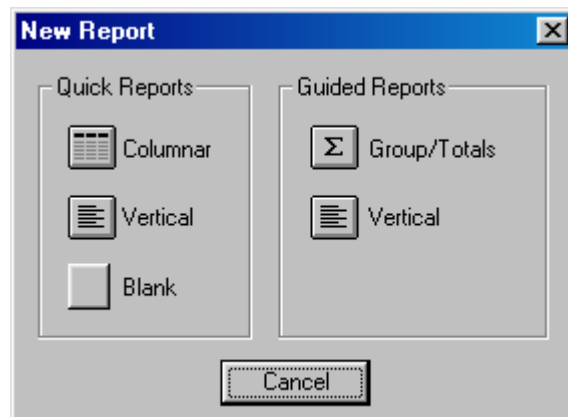 New Report
Quick Reports
Columnar
Vertical
Blank
Guided Reports
Σ Group/Totals
Vertical
Cancel